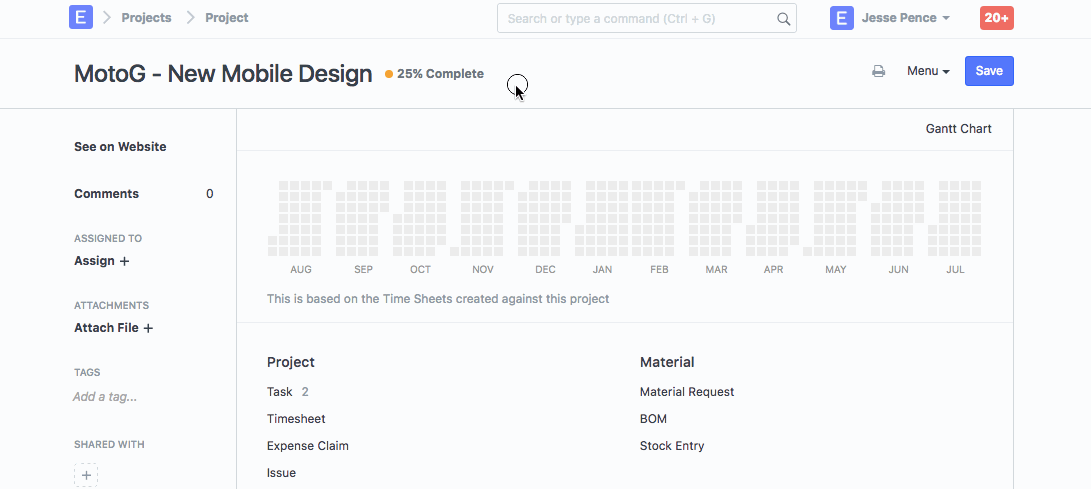 E Projects Project Search or type a command (Ctrl + G) E Jesse Pence 20+
MotoG - New Mobile Design 25% Complete Menu Save
Gantt Chart
See on Website
Comments 0
ASSIGNED TO
Assign +
ATTACHMENTS
Attach File +
TAGS
Add a tag...
SHARED WITH
+
AUG SEP OCT NOV DEC JAN FEB MAR APR MAY JUN JUL
This is based on the Time Sheets created against this project
Project
Task 2
Timesheet
Expense Claim
Issue
Material
Material Request
BOM
Stock Entry